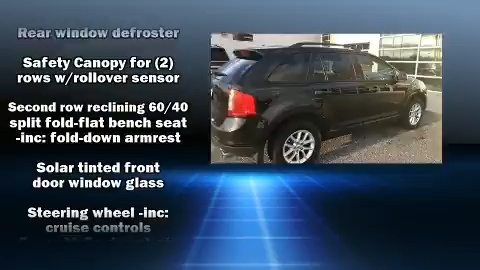 Rear window defroster
Safety Canopy for (2)
rows w/rollover sensor
Second row reclining 60/40
split fold-flat bench seat
-inc: fold-down armrest
Solar tinted front
door window glass
Steering wheel -inc:
cruise controls